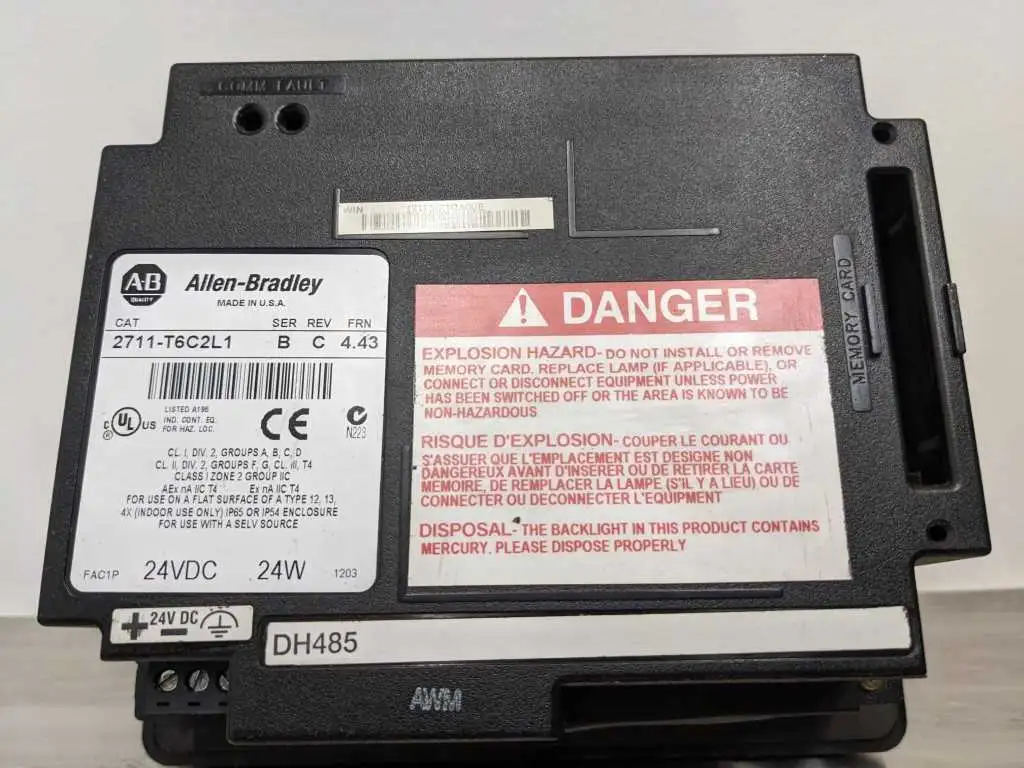 COMM FAULT
WIN
A-B
QUALITY
Allen-Bradley
MADE IN U.S.A.
CAT SER REV FRN
2711-T6C2L1 B C 4.43
c UL US
LISTED A196
IND. CONT. EQ.
FOR HAZ. LOC.
CE
N223
CL. I, DIV. 2, GROUPS A, B, C, D
CL. II, DIV. 2, GROUPS F, G, CL. III, T4
CLASS I ZONE 2 GROUP IIC
AEx nA IIC T4 Ex nA IIC T4
FOR USE ON A FLAT SURFACE OF A TYPE 12, 13,
4X (INDOOR USE ONLY) IP65 or IP54 ENCLOSURE
FOR USE WITH A SELV SOURCE
FAC1P 24VDC 24W 1203
DANGER
EXPLOSION HAZARD- DO NOT INSTALL OR REMOVE
MEMORY CARD, REPLACE LAMP (IF APPLICABLE), OR
CONNECT OR DISCONNECT EQUIPMENT UNLESS POWER
HAS BEEN SWITCHED OFF OR THE AREA IS KNOWN TO BE
NON-HAZARDOUS
RISQUE D'EXPLOSION- COUPER LE COURANT OU
S'ASSUER QUE L'EMPLACEMENT EST DESIGNE NON
DANGEREUX AVANT D'INSERER OU DE RETIRER LA CARTE
MEMOIRE, DE REMPLACER LA LAMPE (S'IL Y A LIEU) OU DE
CONNECTER OU DECONNECTER L'EQUIPMENT
DISPOSAL- THE BACKLIGHT IN THIS PRODUCT CONTAINS
MERCURY. PLEASE DISPOSE PROPERLY
MEMORY CARD
+ 24V DC -
DH485
AWM